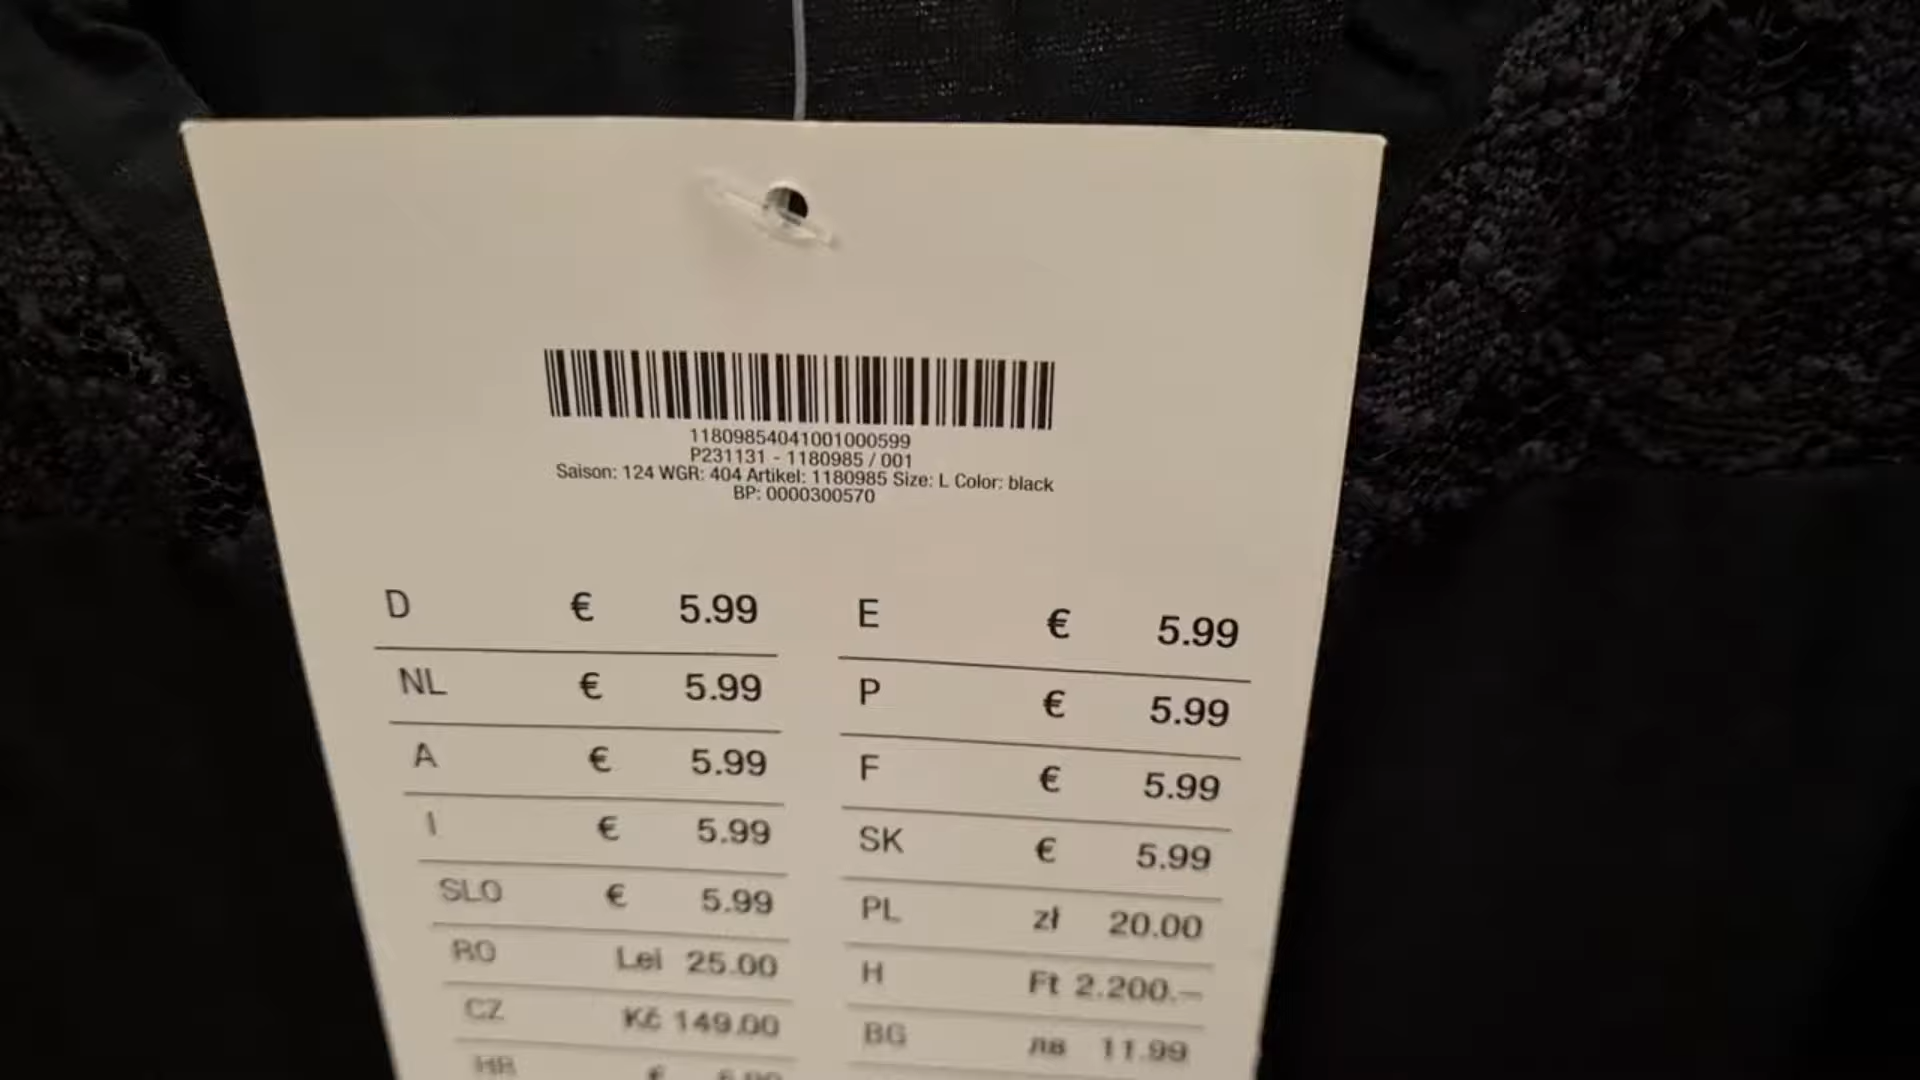 11809854041001000599
P231131 - 1180985 / 001
Saison: 124 WGR: 404 Artikel: 1180985 Size: L Color: black
BP: 0000300570
D € 5.99
E € 5.99
NL € 5.99
P € 5.99
A € 5.99
F € 5.99
I € 5.99
SK € 5.99
SLO € 5.99
PL zł 20.00
RO Lei 25.00
H Ft 2.200.–
CZ Kč 149.00
BG лв 11.99
HR €